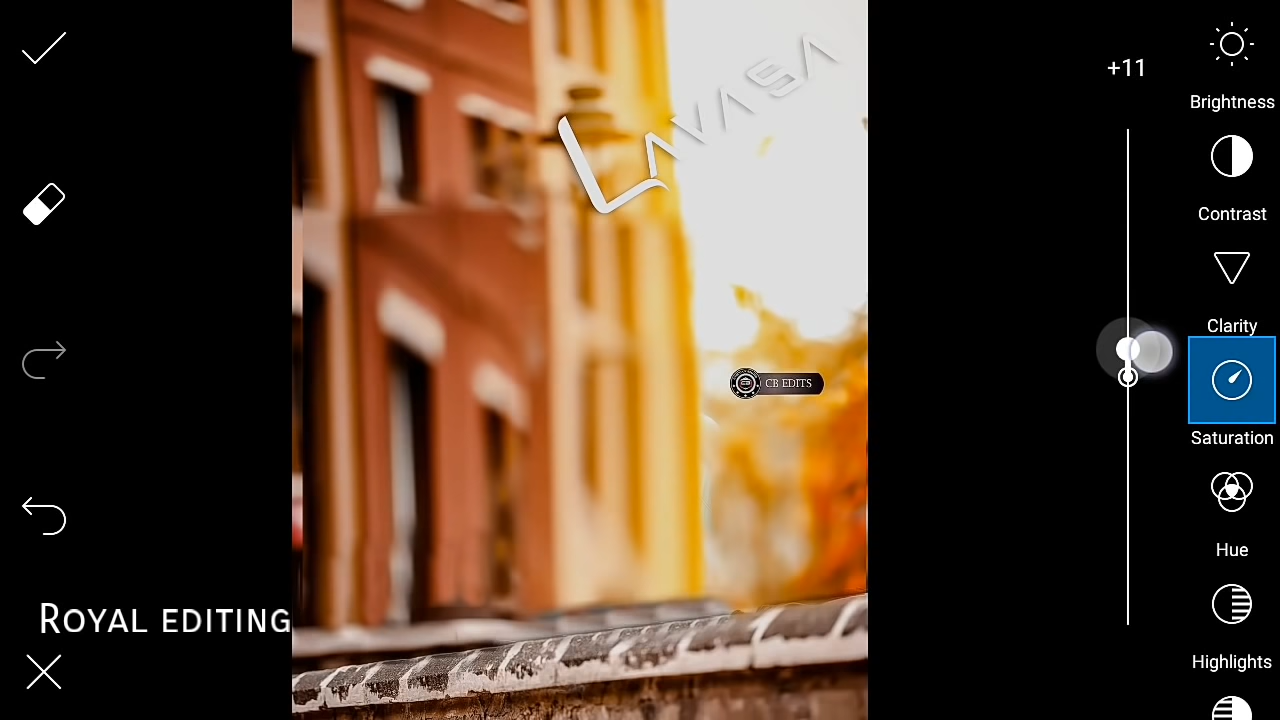 +11
Brightness
Contrast
Clarity
Saturation
Hue
Highlights
LAVASA
CB EDITS
ROYAL EDITING